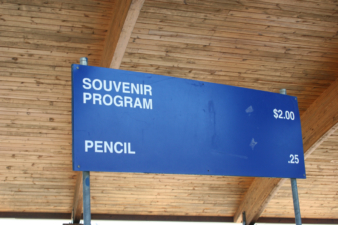 SOUVENIR
PROGRAM $2.00
PENCIL .25